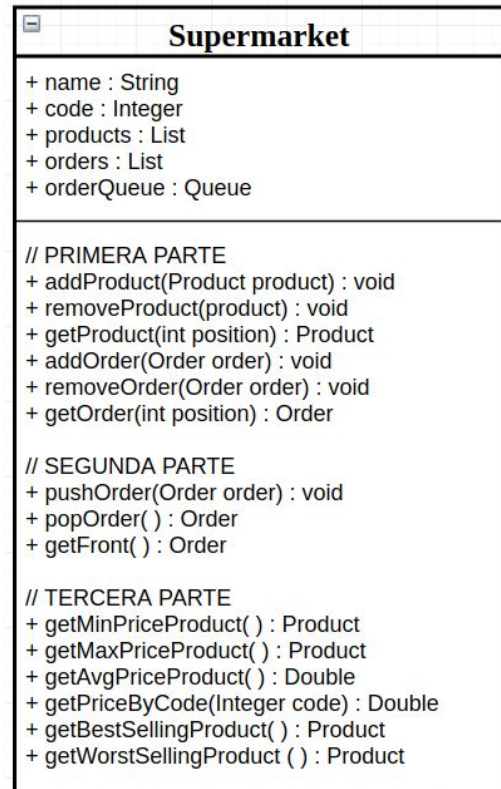 Supermarket
+ name : String
+ code : Integer
+ products : List
+ orders : List
+ orderQueue : Queue
// PRIMERA PARTE
+ addProduct(Product product) : void
+ removeProduct(product) : void
+ getProduct(int position) : Product
+ addOrder(Order order) : void
+ removeOrder(Order order) : void
+ getOrder(int position) : Order
// SEGUNDA PARTE
+ pushOrder(Order order) : void
+ popOrder( ) : Order
+ getFront( ) : Order
// TERCERA PARTE
+ getMinPriceProduct( ) : Product
+ getMaxPriceProduct( ) : Product
+ getAvgPriceProduct( ) : Double
+ getPriceByCode(Integer code) : Double
+ getBestSellingProduct( ) : Product
+ getWorstSellingProduct ( ) : Product